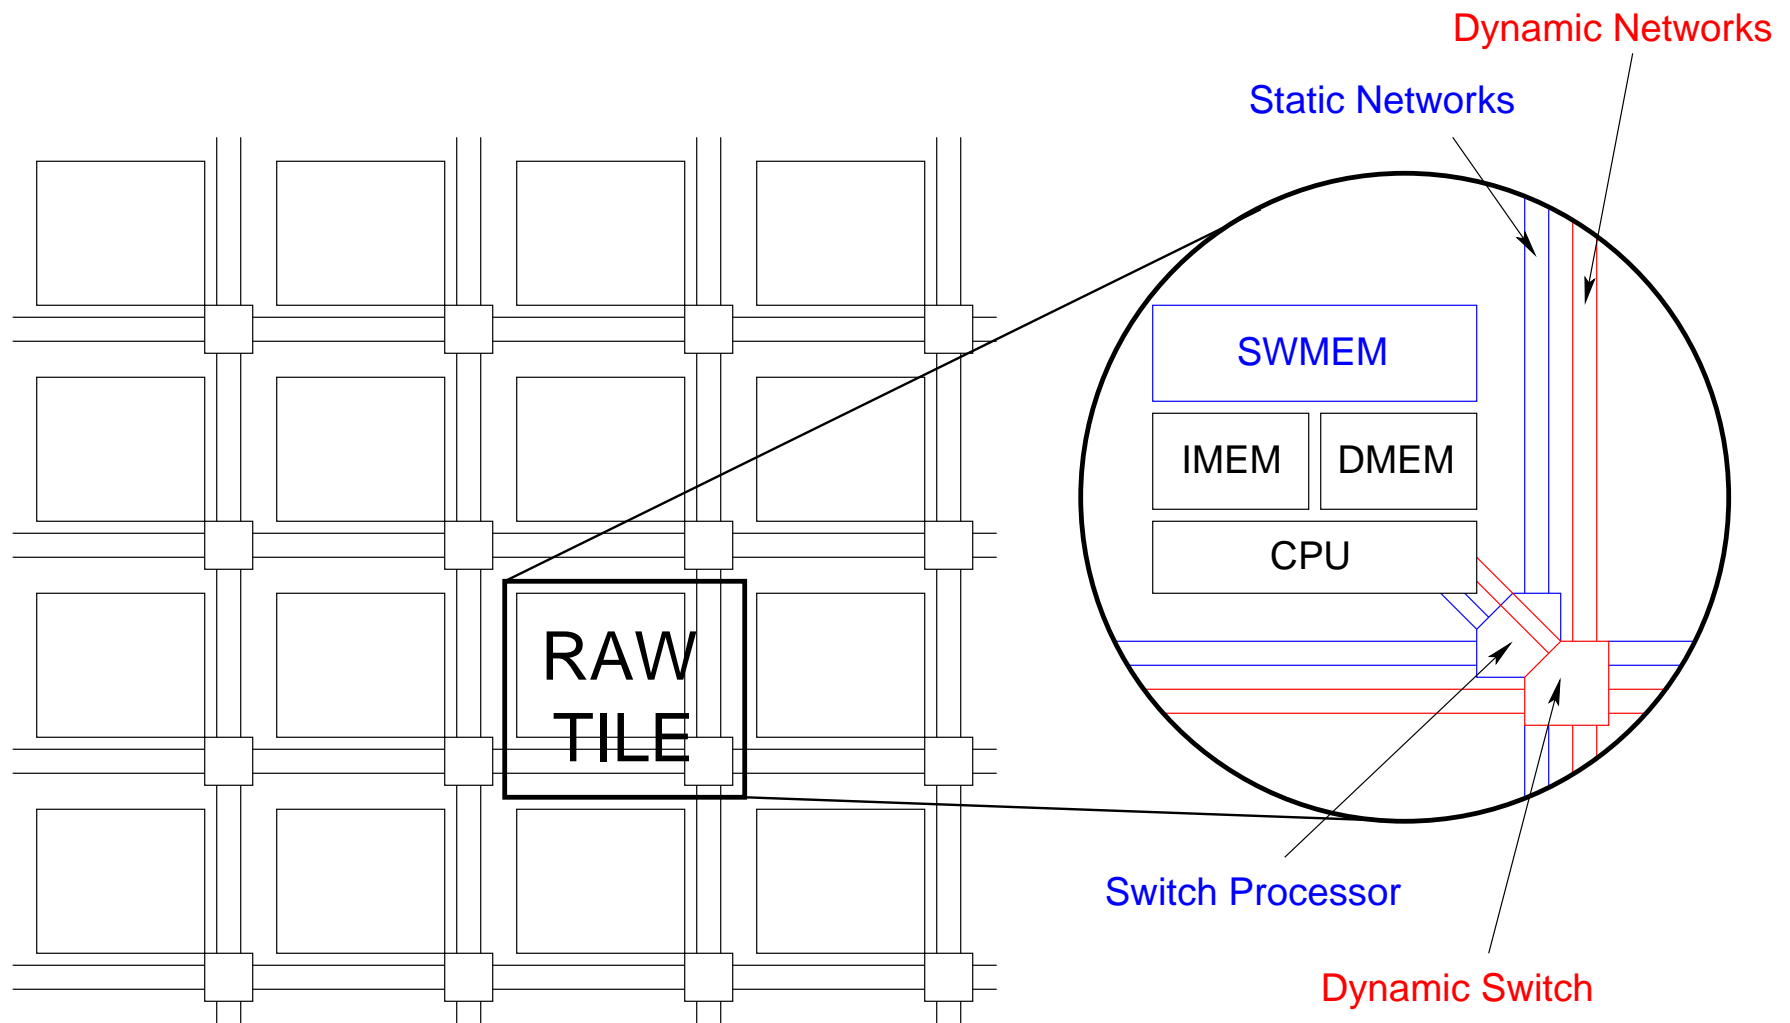 Dynamic Networks
Static Networks
SWMEM
IMEM DMEM
CPU
RAW
TILE
Switch Processor
Dynamic Switch